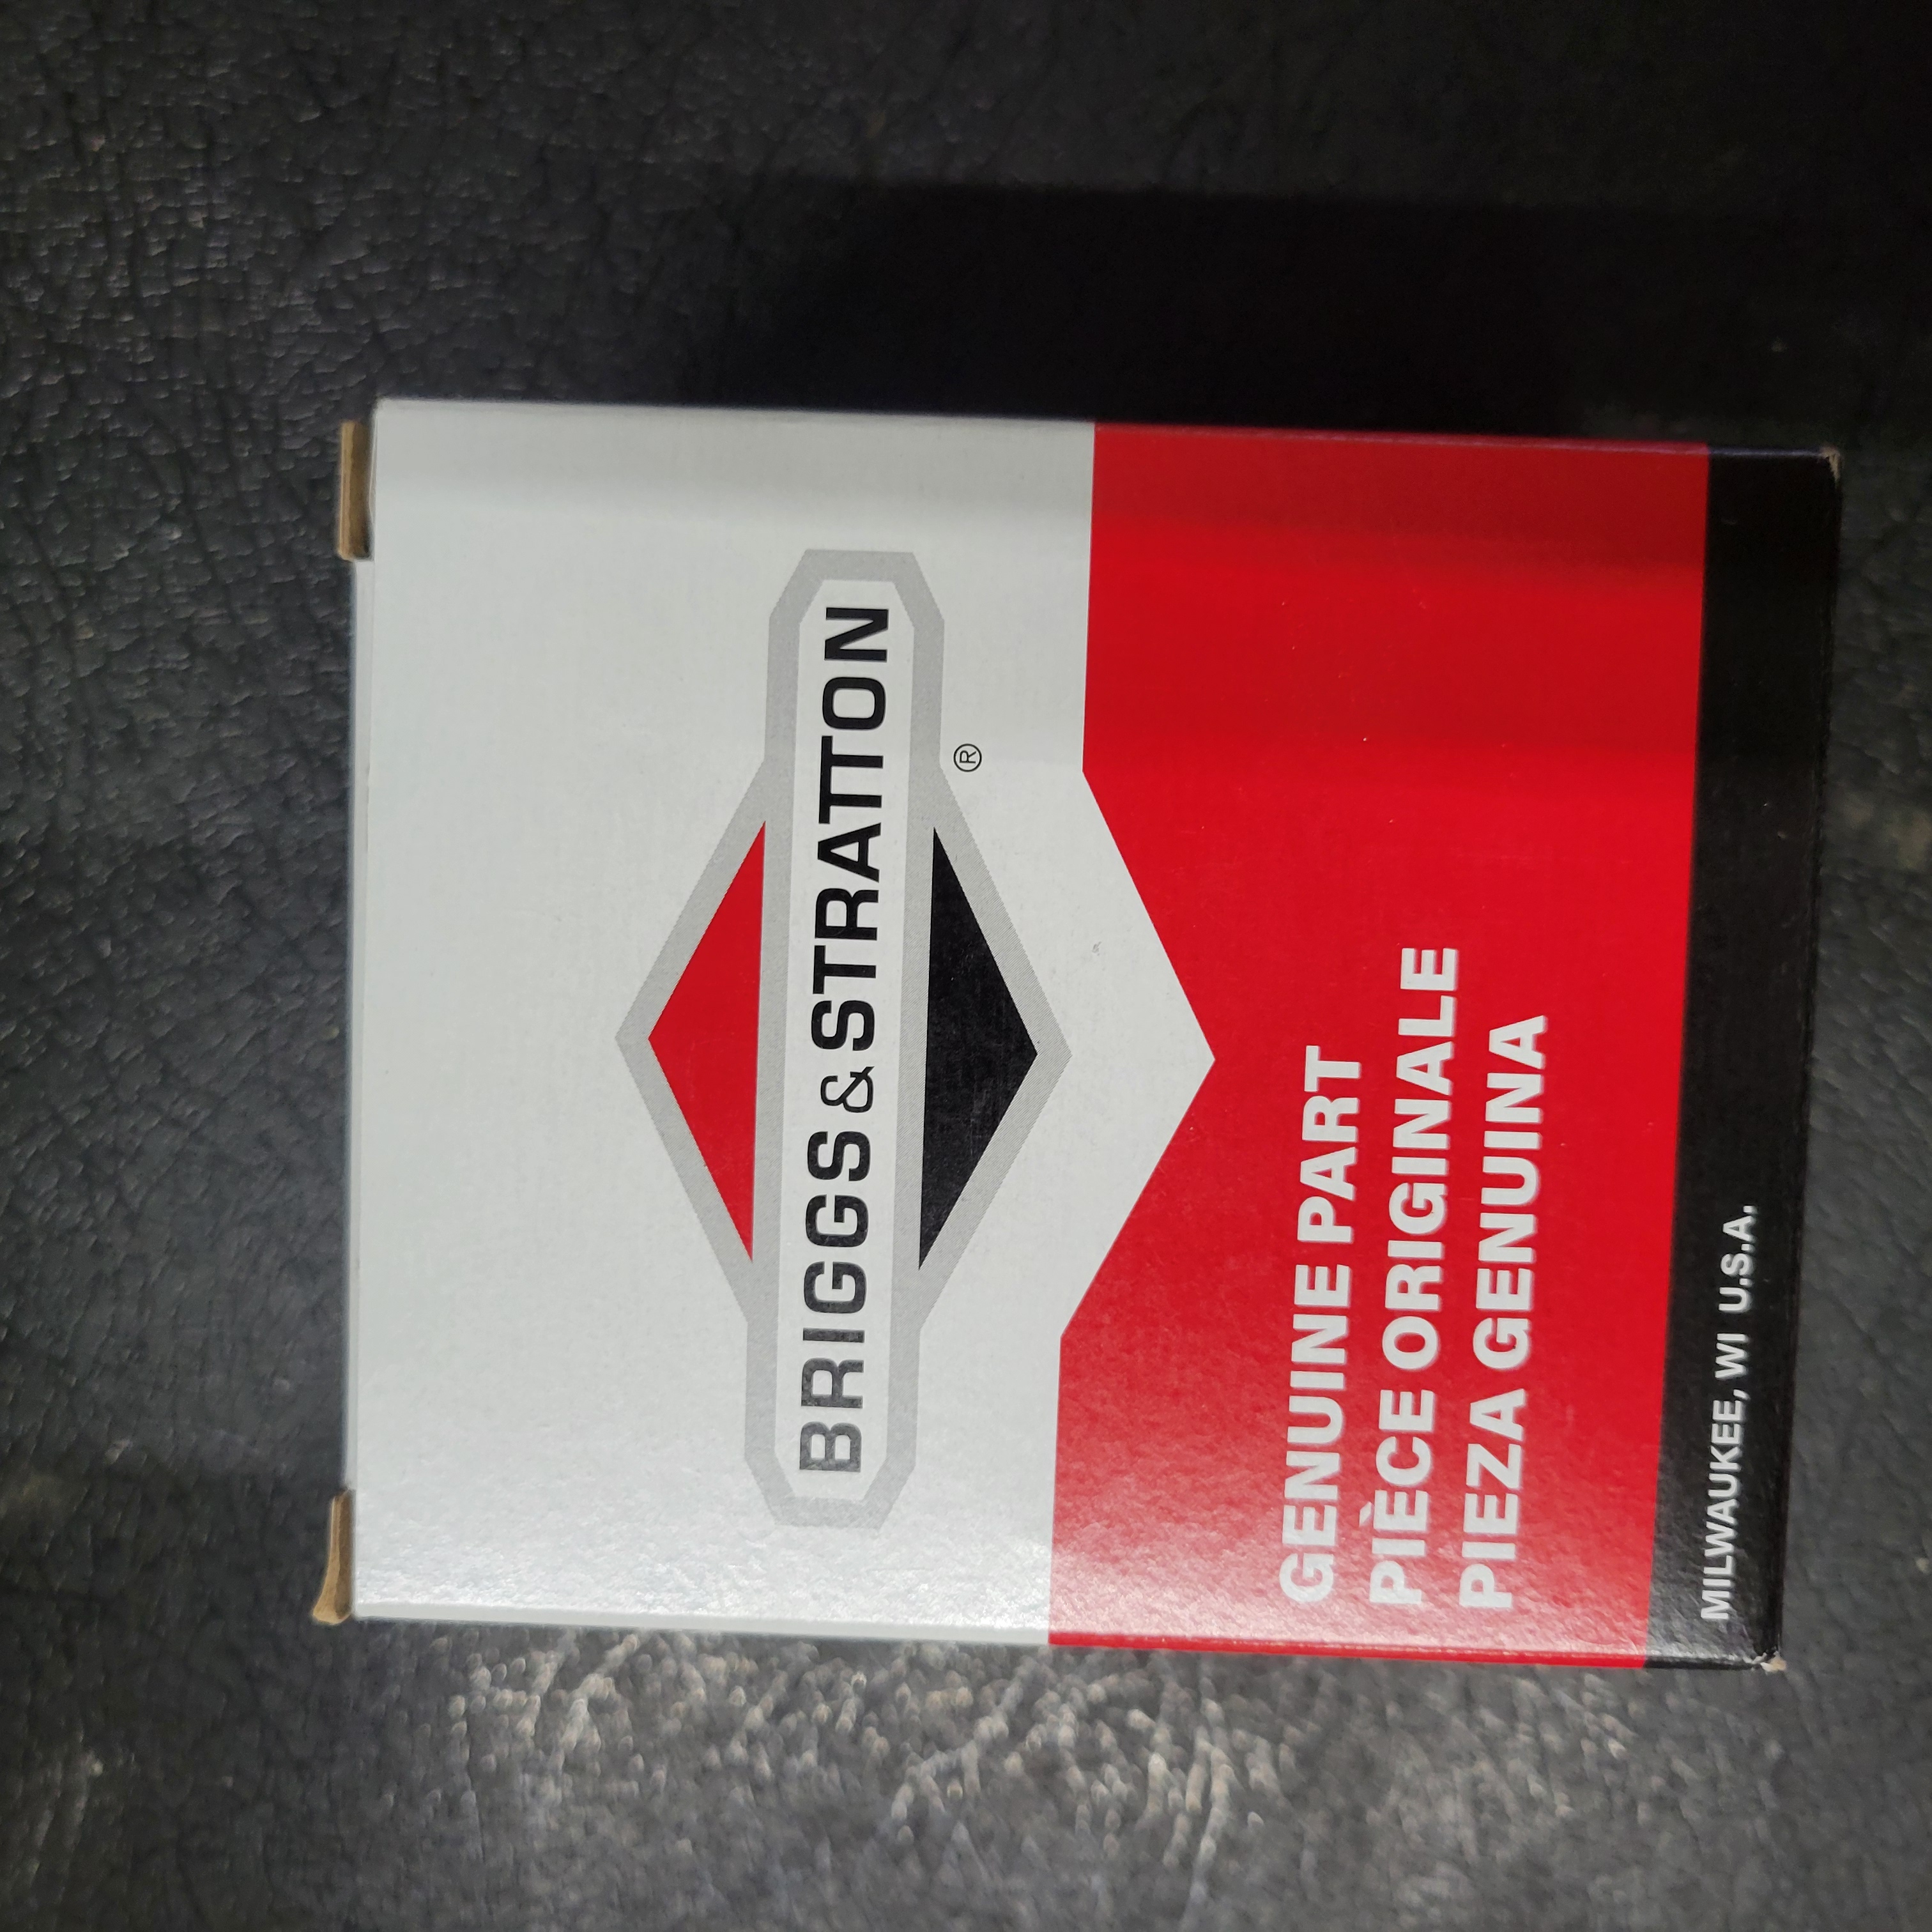 BRIGGS & STRATTON
®
GENUINE PART
PIÈCE ORIGINALE
PIEZA GENUINA
MILWAUKEE, WI U.S.A.